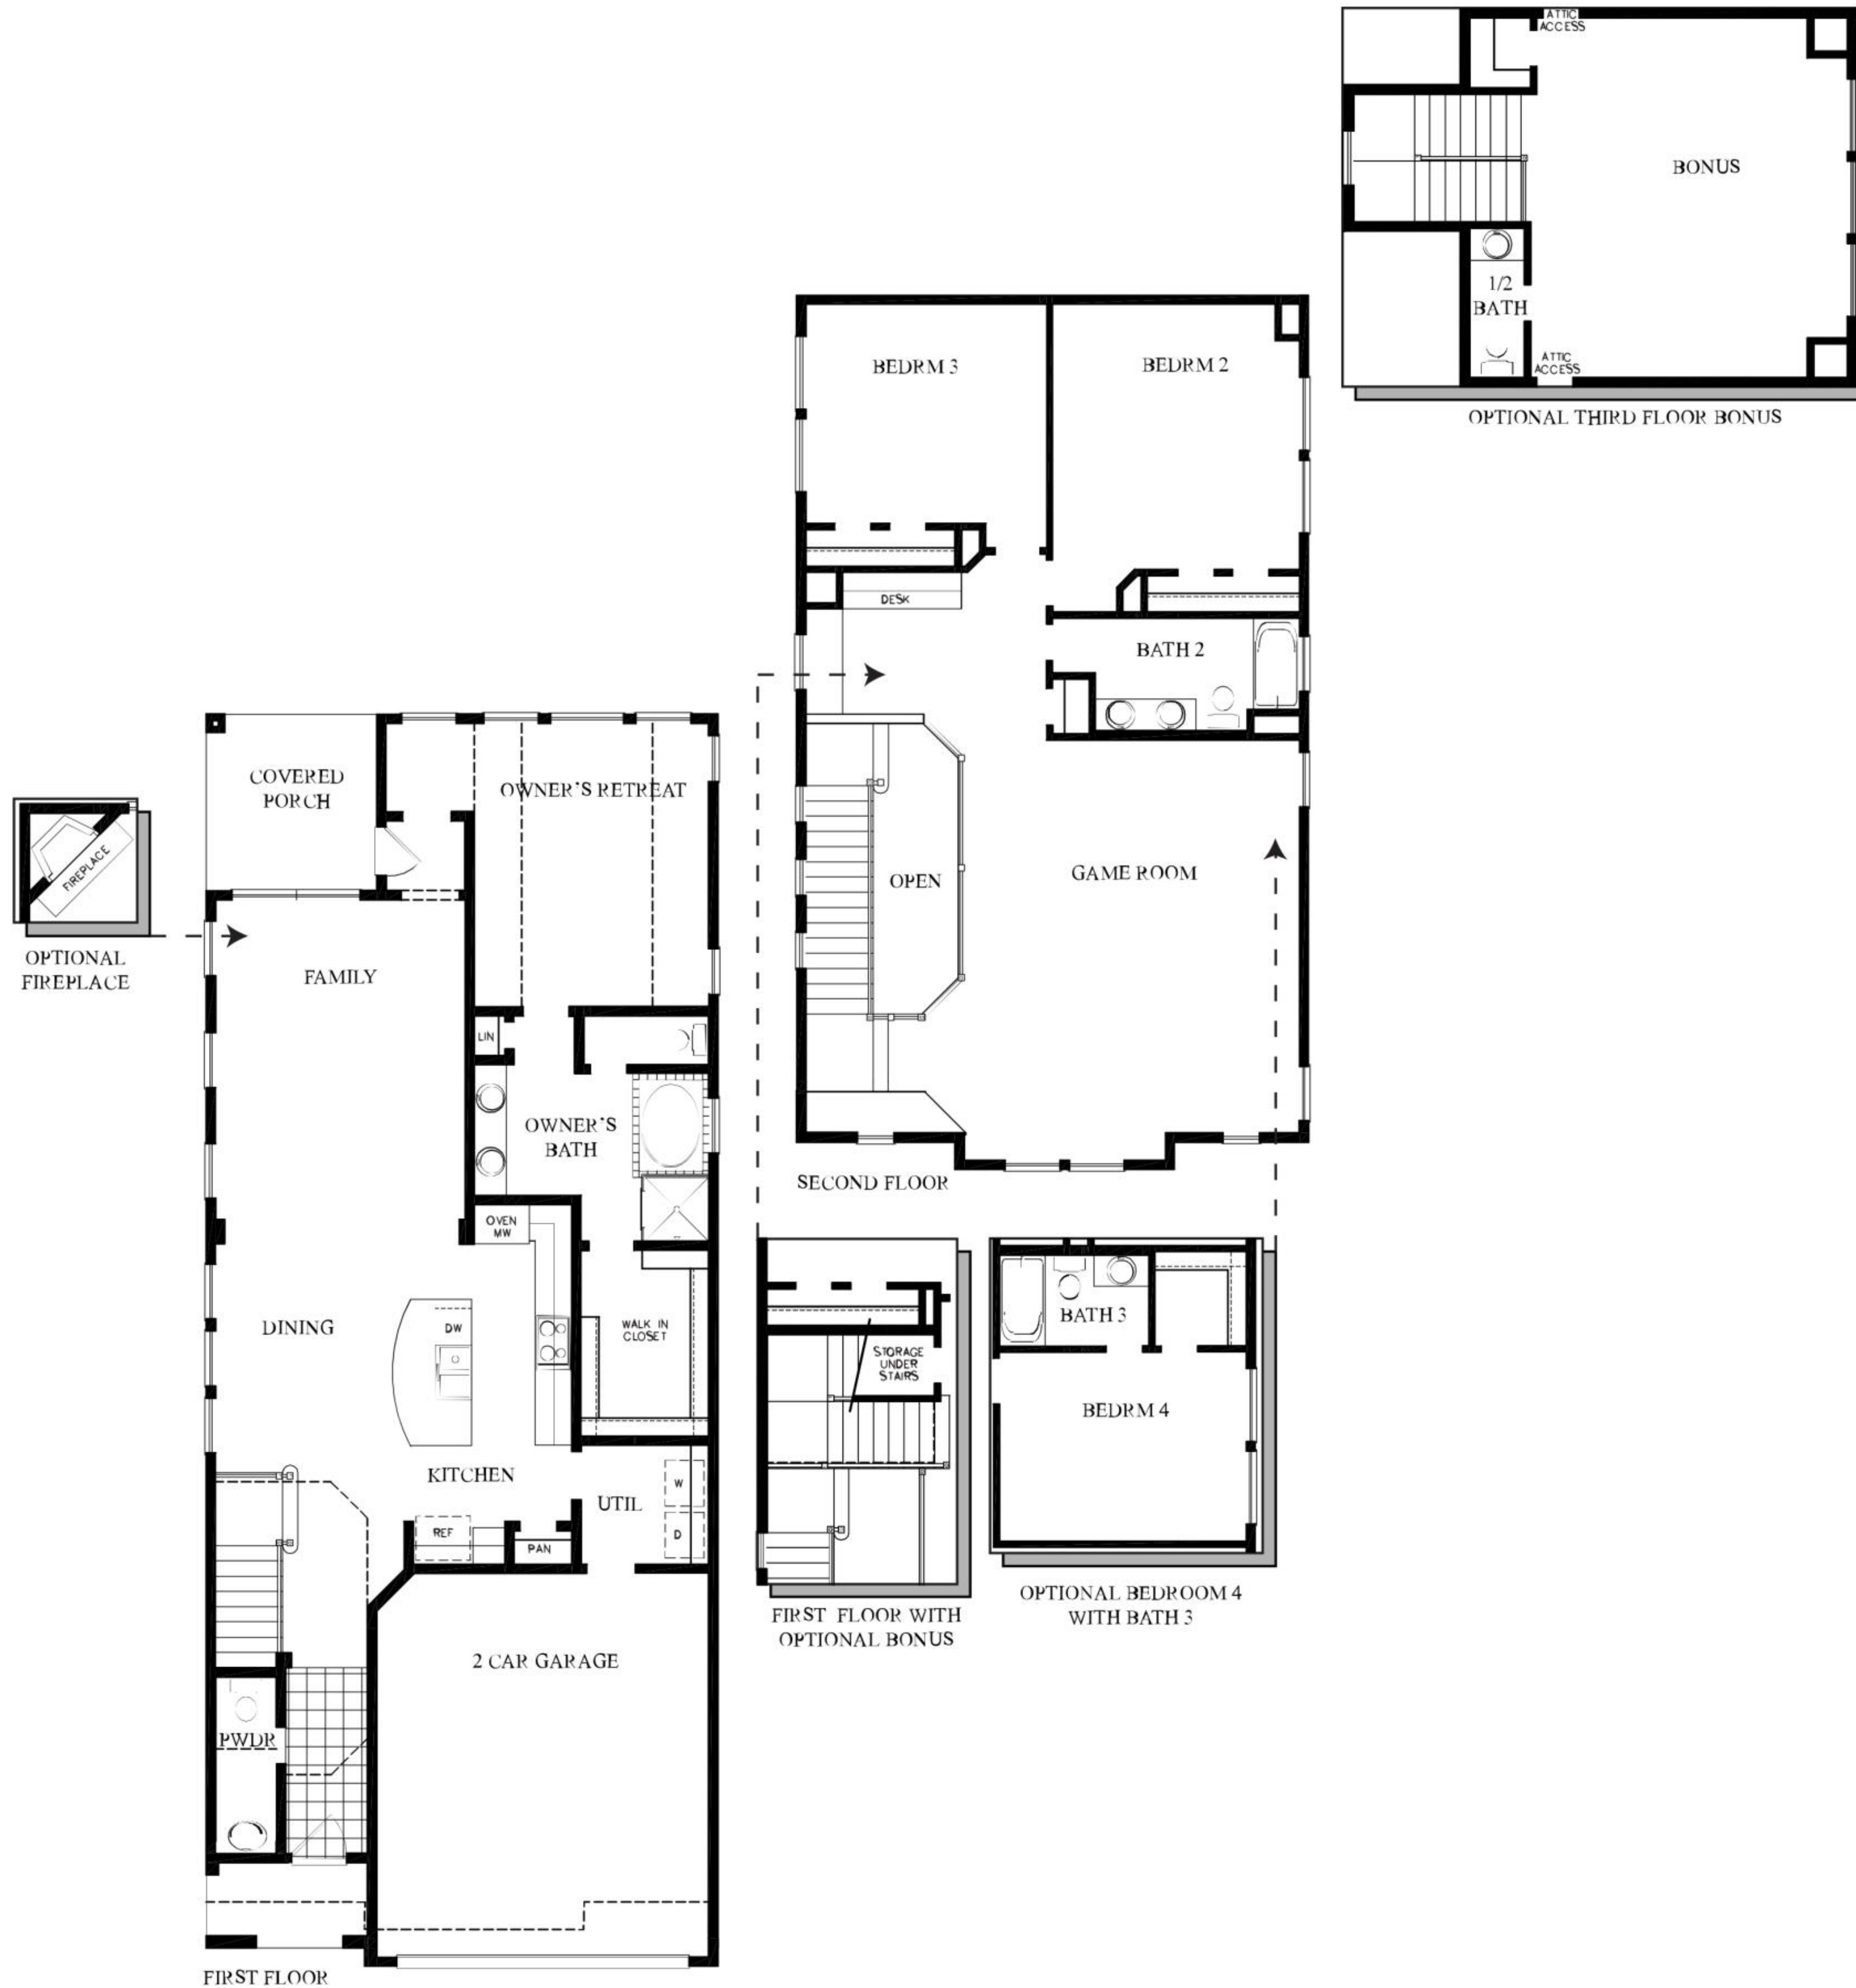 ATTIC
ACCESS
BONUS
1/2
BATH
ATTIC
ACCESS
OPTIONAL THIRD FLOOR BONUS
BEDRM 3
BEDRM 2
DESK
BATH 2
OPEN
GAME ROOM
SECOND FLOOR
COVERED
PORCH
OWNER'S RETREAT
FIREPLACE
OPTIONAL
FIREPLACE
FAMILY
LIN
OWNER'S
BATH
OVEN
MW
DINING
DW
WALK IN
CLOSET
KITCHEN
UTIL
W
D
REF
PAN
2 CAR GARAGE
PWDR
FIRST FLOOR
STORAGE
UNDER
STAIRS
FIRST FLOOR WITH
OPTIONAL BONUS
BATH 3
BEDRM 4
OPTIONAL BEDROOM 4
WITH BATH 3